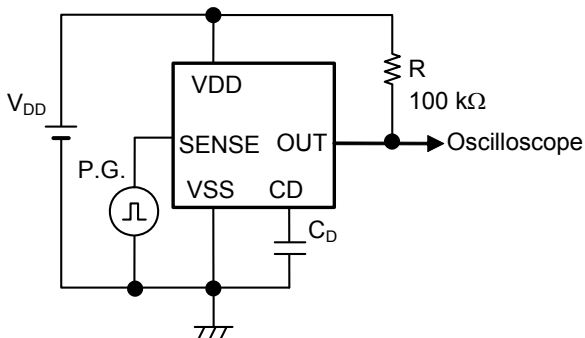 VDD
R
100 kΩ
VDD
SENSE OUT
Oscilloscope
P.G.
VSS CD
CD